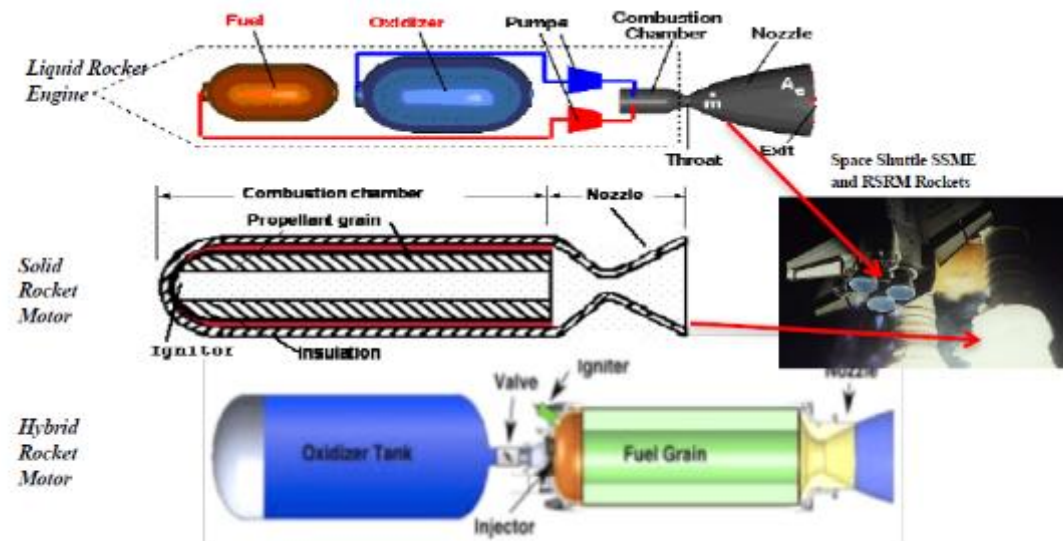 Fuel
Oxidizer
Pumps
Combustion
Chamber
Nozzle
Liquid Rocket
Engine
ṁ
Ae
Throat
Exit
Space Shuttle SSME
and RSRM Rockets
Combustion chamber
Nozzle
Propellant grain
Solid
Rocket
Motor
Ignitor
Insulation
Igniter
Valve
Nozzle
Hybrid
Rocket
Motor
Oxidizer Tank
Fuel Grain
Injector